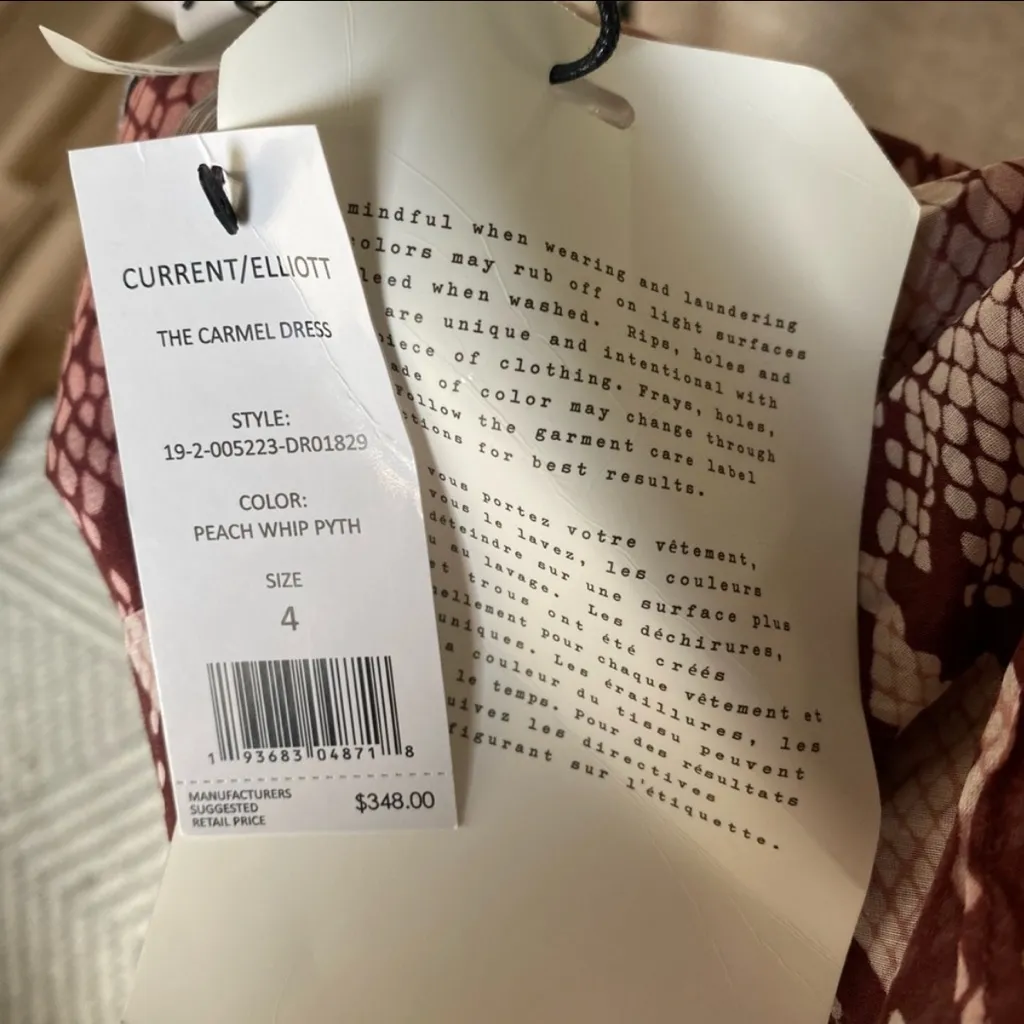 CURRENT/ELLIOTT
THE CARMEL DRESS
STYLE:
19-2-005223-DR01829
COLOR:
PEACH WHIP PYTH
SIZE
4
1 93683 04871 8
MANUFACTURERS
SUGGESTED
RETAIL PRICE
$348.00
mindful when wearing and laundering
colors may rub off on light surfaces
when washed. Rips, holes and
are unique and intentional with
piece of clothing. Frays, holes,
of color may change through
Follow the garment care label
for best results.
vous portez votre vêtement,
vous le lavez, les couleurs
déteindre sur une surface plus
au lavage. Les déchirures,
et trous ont été créés
pour chaque vêtement et
uniques. Les éraillures, les
couleur du tissu peuvent
le temps. Pour des résultats
les directives
figurant sur l'étiquette.